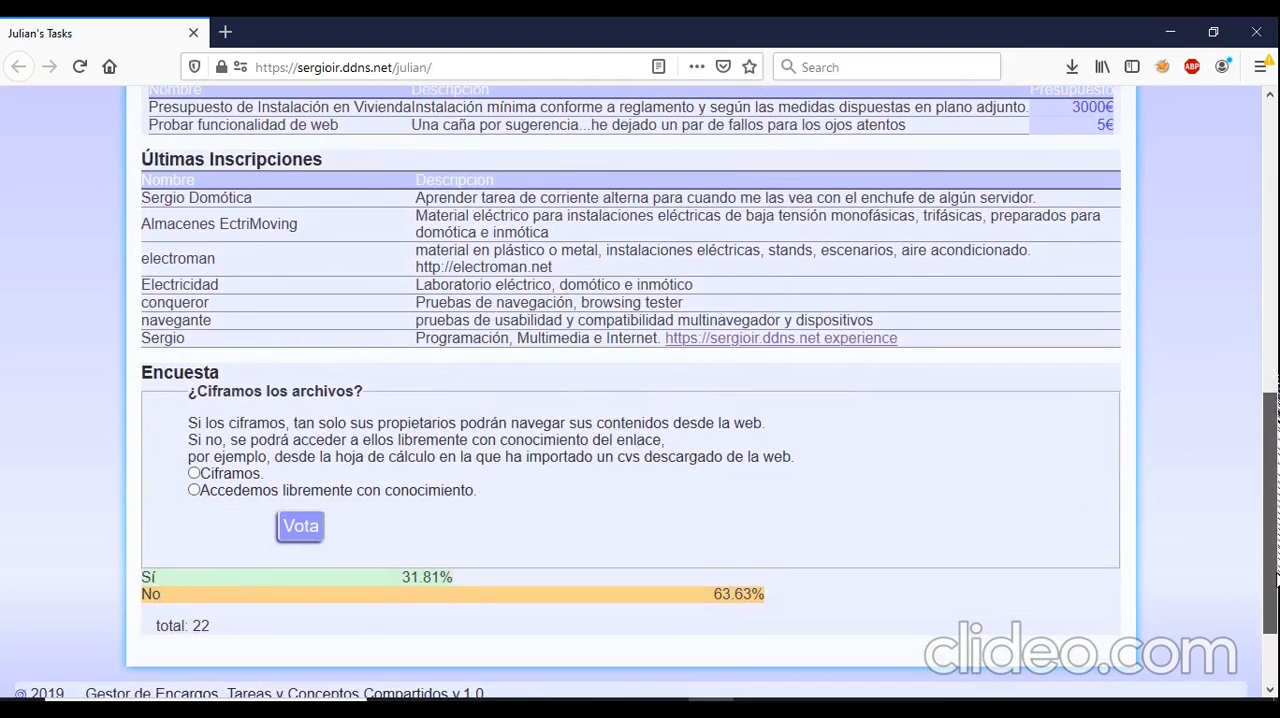 Julian's Tasks
https://sergioir.ddns.net/julian/
Search
ABP
Nombre Descripción Presupuesto
Presupuesto de Instalación en Vivienda Instalación mínima conforme a reglamento y según las medidas dispuestas en plano adjunto. 3000€
Probar funcionalidad de web Una caña por sugerencia...he dejado un par de fallos para los ojos atentos 5€
Últimas Inscripciones
Nombre Descripcion
Sergio Domótica Aprender tarea de corriente alterna para cuando me las vea con el enchufe de algún servidor.
Almacenes EctriMoving Material eléctrico para instalaciones eléctricas de baja tensión monofásicas, trifásicas, preparados para
domótica e inmótica
electroman material en plástico o metal, instalaciones eléctricas, stands, escenarios, aire acondicionado.
http://electroman.net
Electricidad Laboratorio eléctrico, domótico e inmótico
conqueror Pruebas de navegación, browsing tester
navegante pruebas de usabilidad y compatibilidad multinavegador y dispositivos
Sergio Programación, Multimedia e Internet. https://sergioir.ddns.net experience
Encuesta
¿Ciframos los archivos?
Si los ciframos, tan solo sus propietarios podrán navegar sus contenidos desde la web.
Si no, se podrá acceder a ellos libremente con conocimiento del enlace,
por ejemplo, desde la hoja de cálculo en la que ha importado un cvs descargado de la web.
Ciframos.
Accedemos libremente con conocimiento.
Vota
Sí 31.81%
No 63.63%
total: 22
clideo.com
@ 2019 Gestor de Encargos, Tareas y Conceptos Compartidos v.1.0